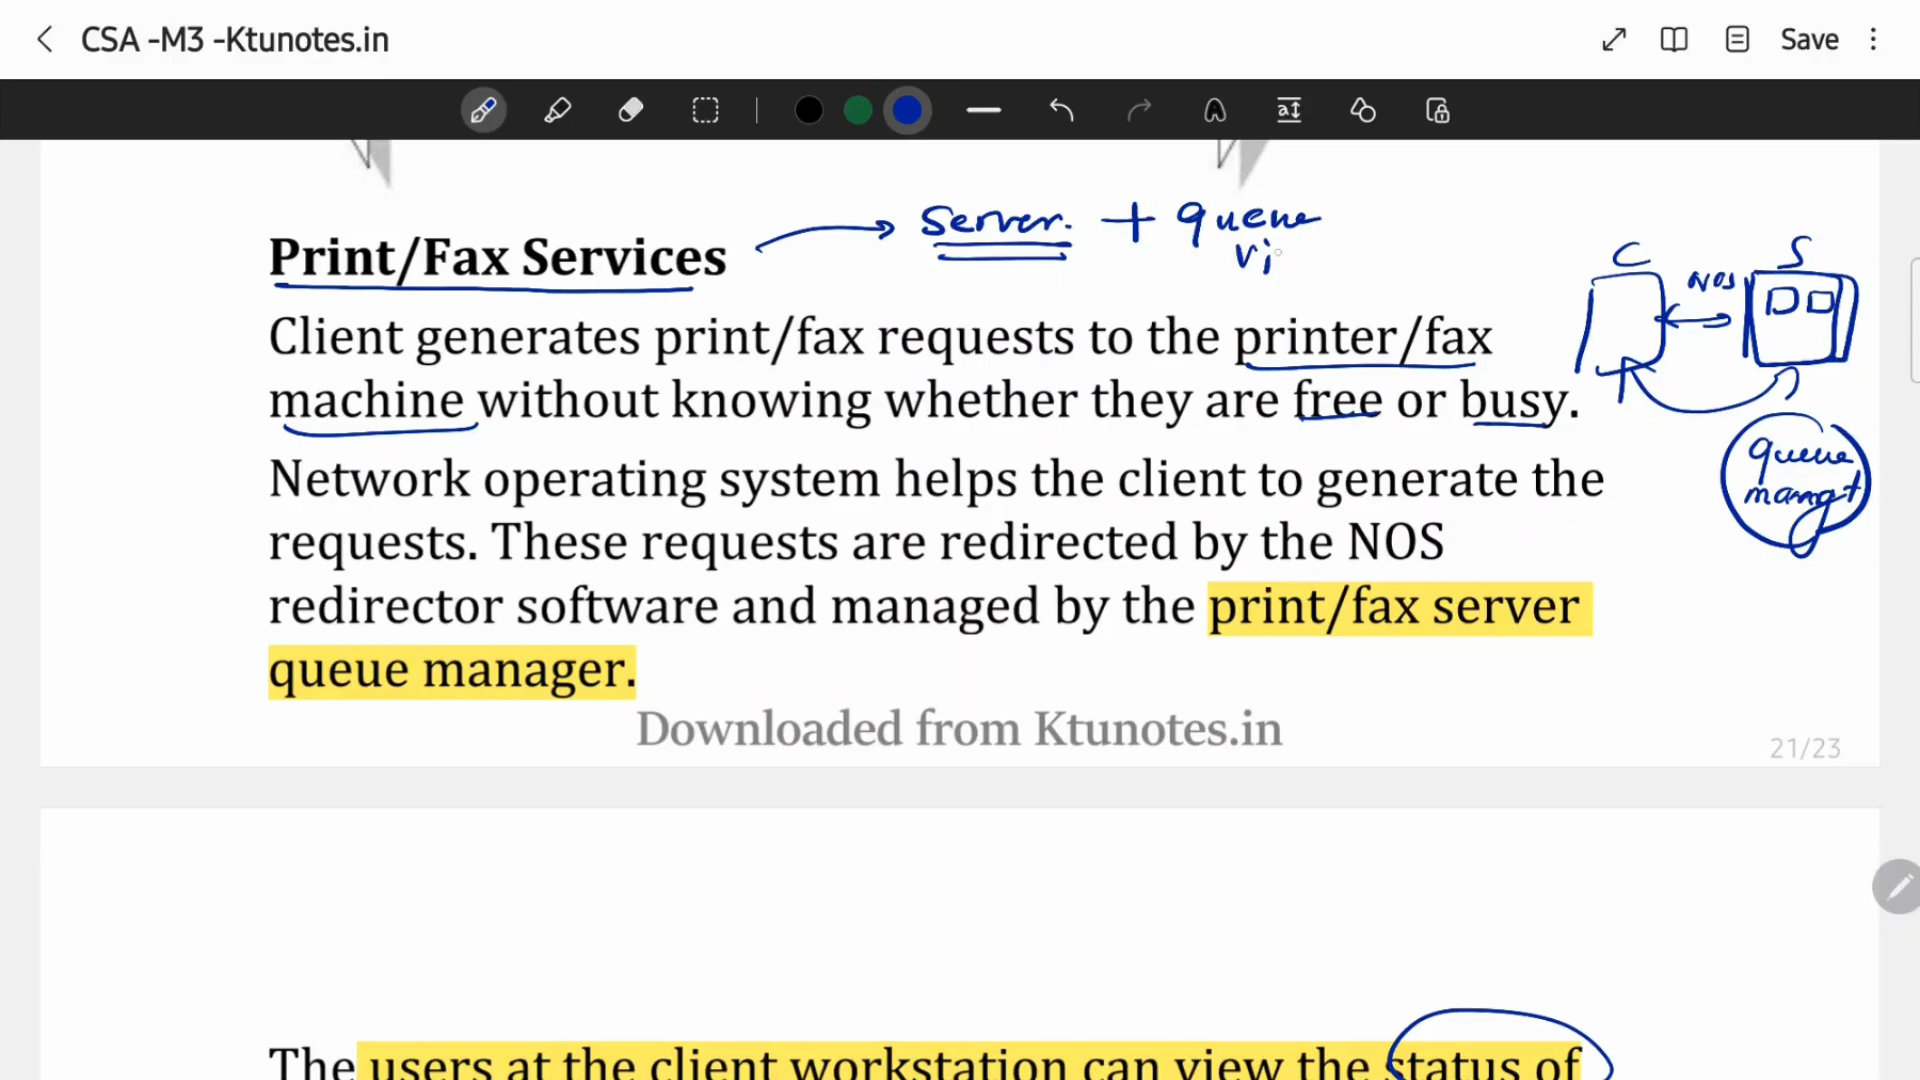 CSA -M3 -Ktunotes.in
Save
Server. + queue
vi
Print/Fax Services
C
S
NOS
Client generates print/fax requests to the printer/fax
machine without knowing whether they are free or busy.
queue
mangt
Network operating system helps the client to generate the
requests. These requests are redirected by the NOS
redirector software and managed by the print/fax server
queue manager.
Downloaded from Ktunotes.in
21/23
The users at the client workstation can view the status of